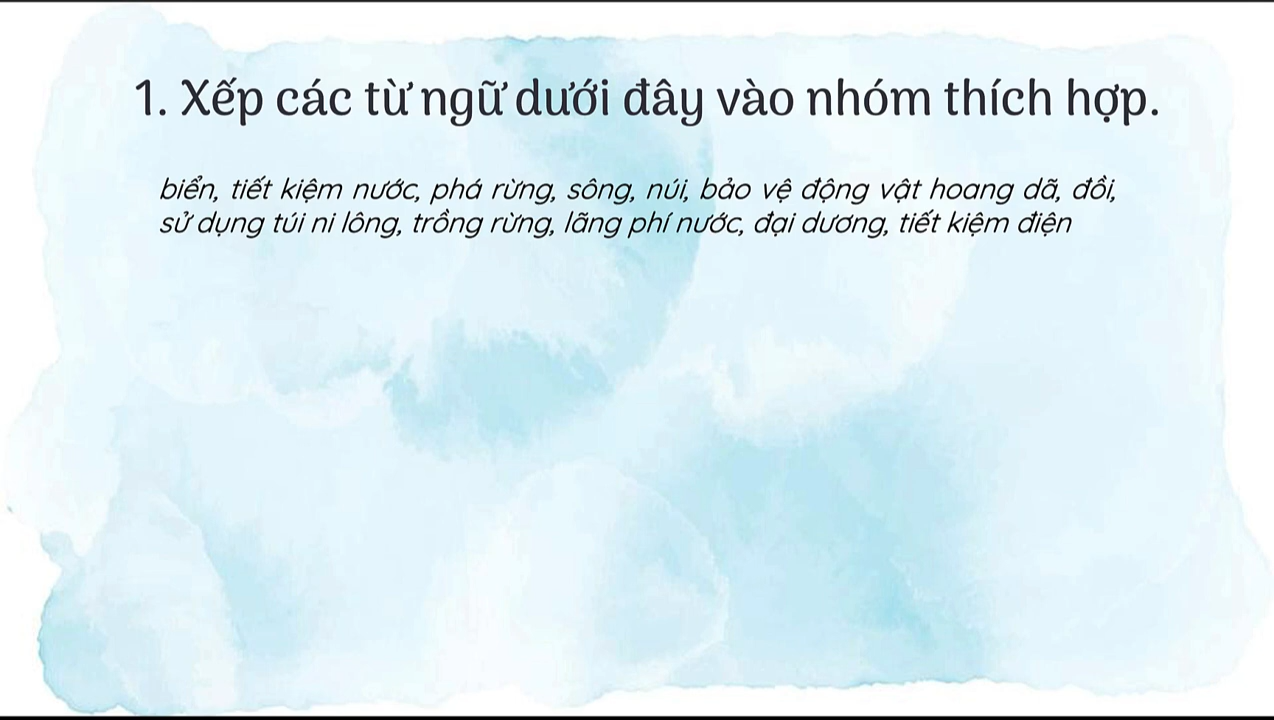 1. Xếp các từ ngữ dưới đây vào nhóm thích hợp.
biển, tiết kiệm nước, phá rừng, sông, núi, bảo vệ động vật hoang dã, đồi,
sử dụng túi ni lông, trồng rừng, lãng phí nước, đại dương, tiết kiệm điện